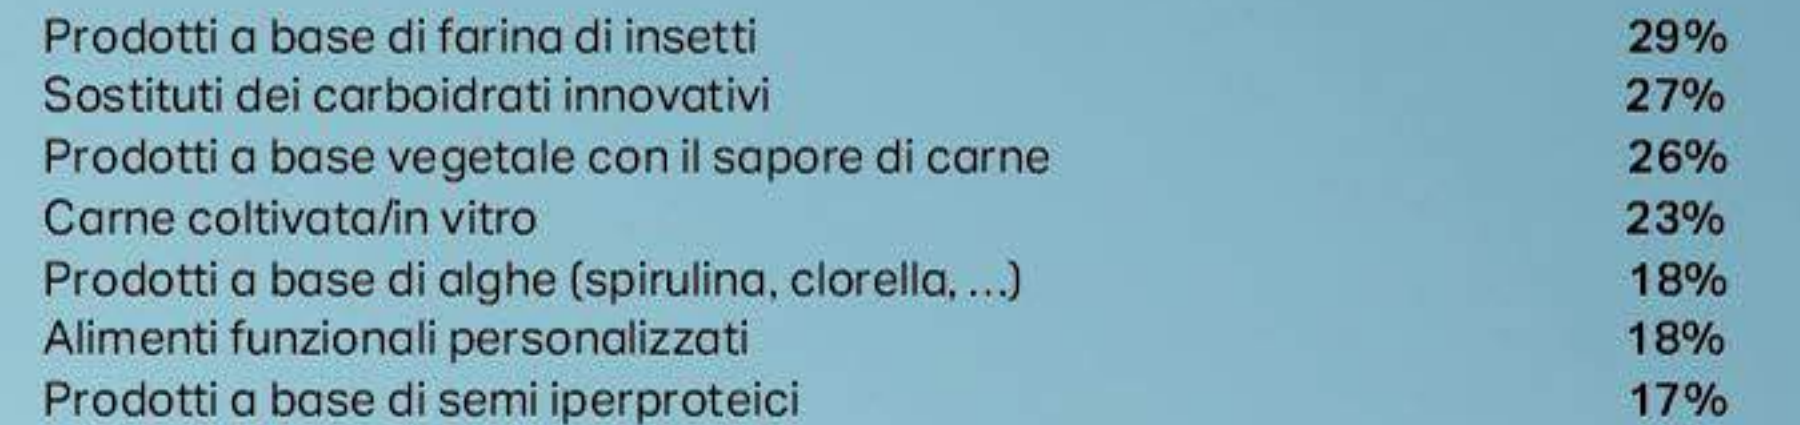 Prodotti a base di farina di insetti 29%
Sostituti dei carboidrati innovativi 27%
Prodotti a base vegetale con il sapore di carne 26%
Carne coltivata/in vitro 23%
Prodotti a base di alghe (spirulina, clorella, ...) 18%
Alimenti funzionali personalizzati 18%
Prodotti a base di semi iperproteici 17%